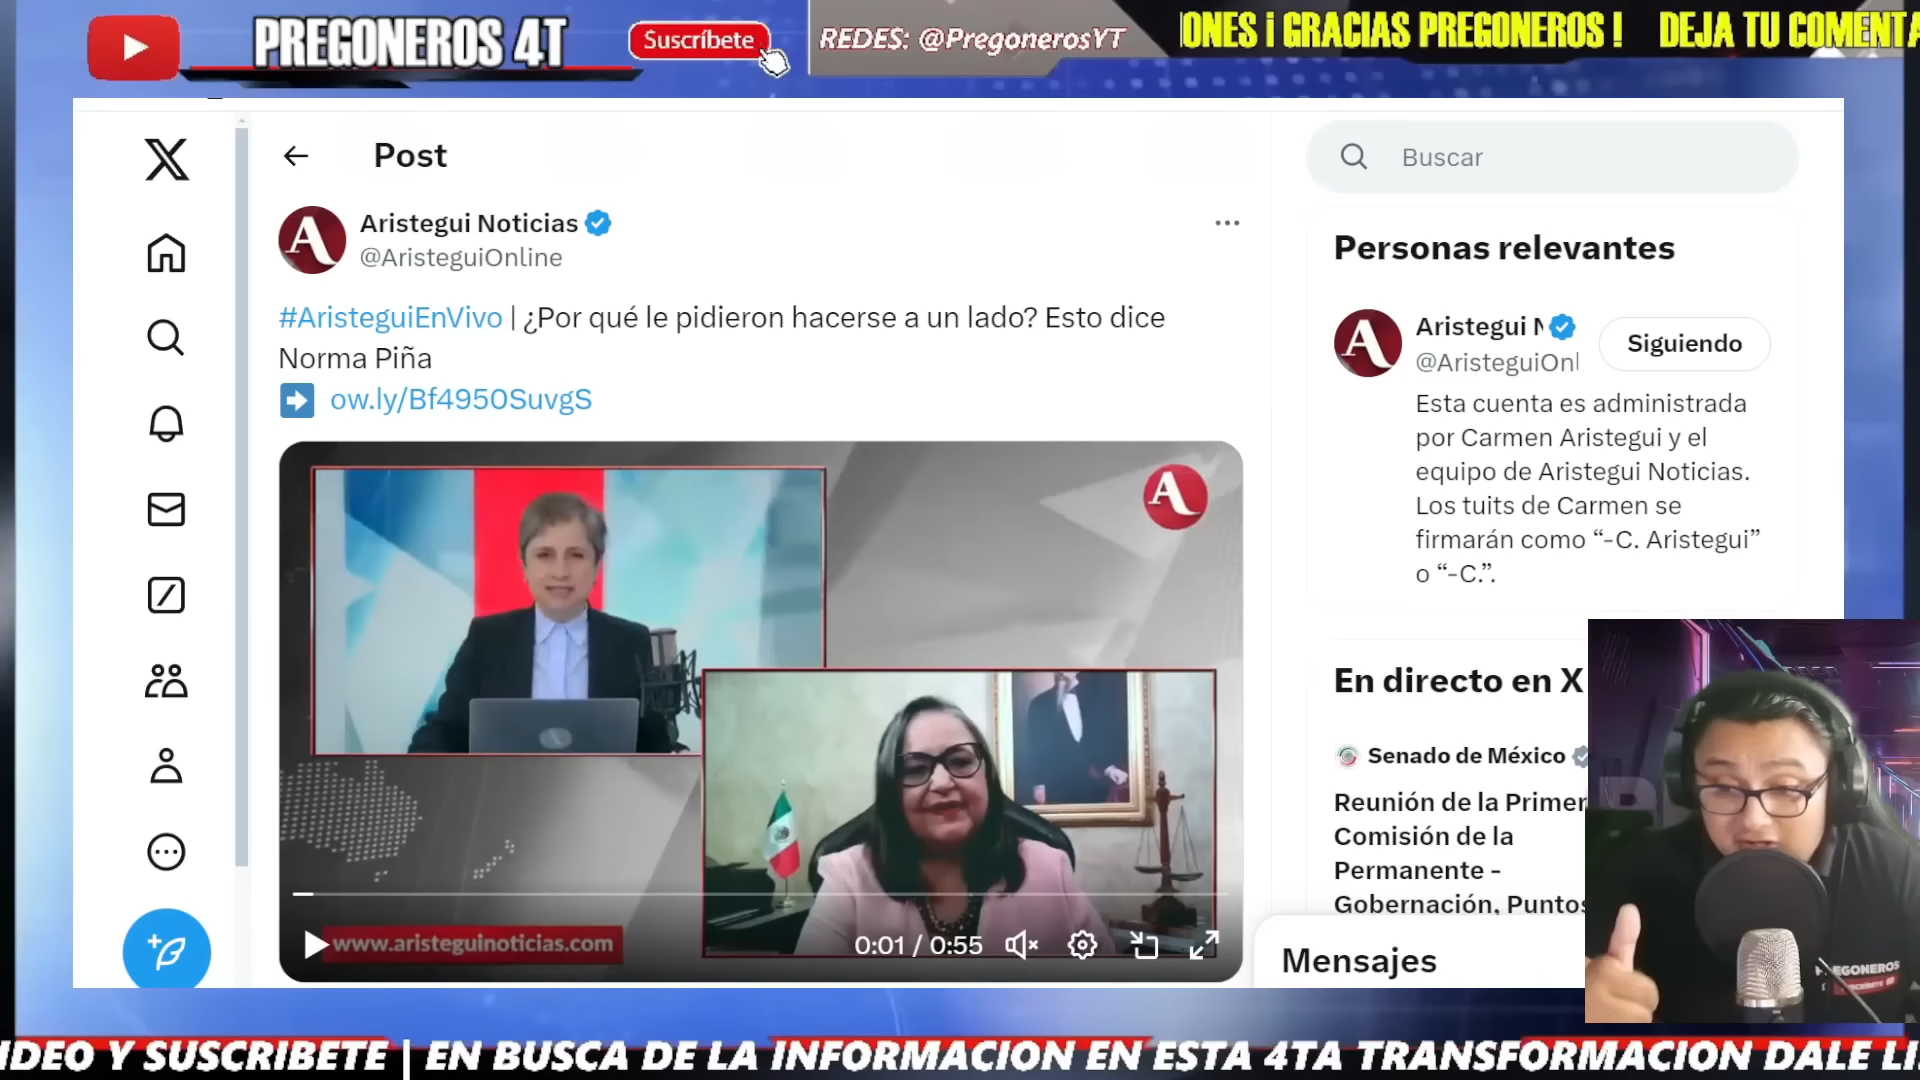 PREGONEROS 4T
Suscríbete
REDES: @PregonerosYT
IONES ¡ GRACIAS PREGONEROS ! DEJA TU COMENTA
Post
Buscar
Aristegui Noticias
@AristeguiOnline
#AristeguiEnVivo | ¿Por qué le pidieron hacerse a un lado? Esto dice
Norma Piña
ow.ly/Bf4950SuvgS
A
www.aristeguinoticias.com
0:01 / 0:55
Personas relevantes
Aristegui N
@AristeguiOnl
Siguiendo
Esta cuenta es administrada
por Carmen Aristegui y el
equipo de Aristegui Noticias.
Los tuits de Carmen se
firmarán como “-C. Aristegui”
o “-C.”.
En directo en X
Senado de México
Reunión de la Primer
Comisión de la
Permanente -
Gobernación, Puntos
Mensajes
PREGONEROS
IDEO Y SUSCRIBETE | EN BUSCA DE LA INFORMACION EN ESTA 4TA TRANSFORMACION DALE LI